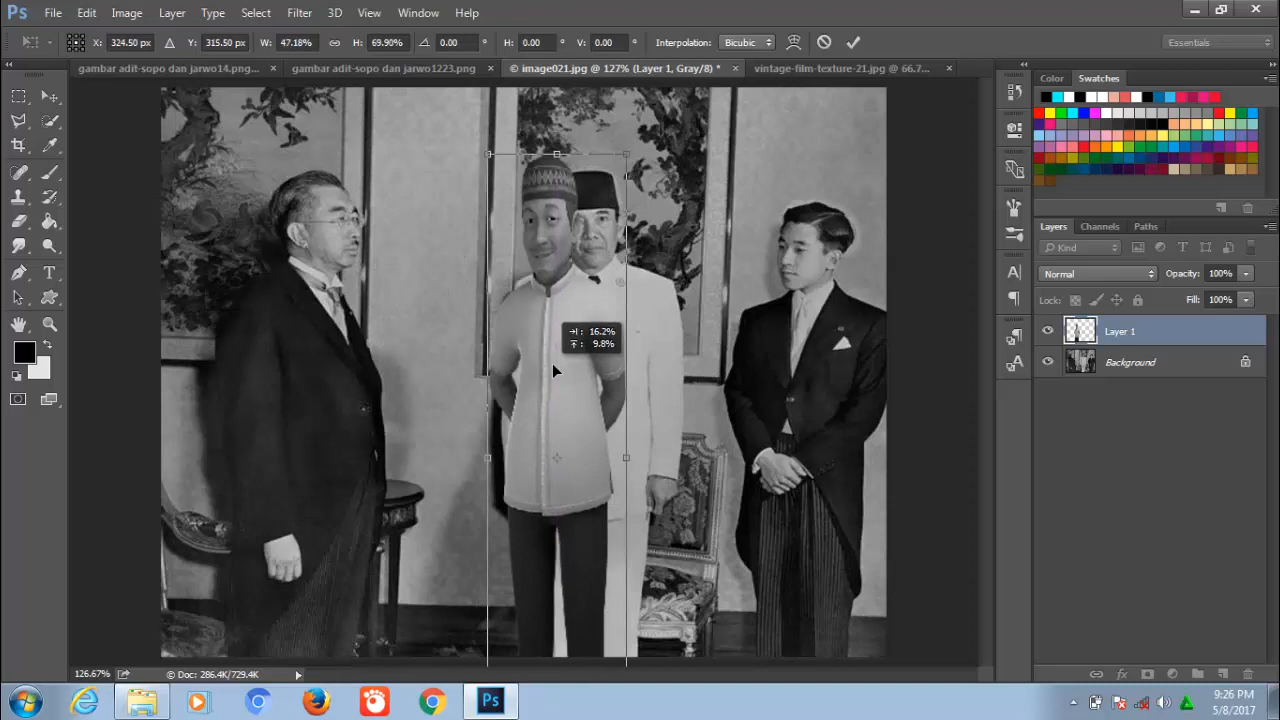 Ps File Edit Image Layer Type Select Filter 3D View Window Help
X: 324.50 px Y: 315.50 px W: 47.18% H: 69.90% 0.00 ° H: 0.00 ° V: 0.00 ° Interpolation: Bicubic Essentials
gambar adit-sopo dan jarwo14.png... × gambar adit-sopo dan jarwo1223.png × © image021.jpg @ 127% (Layer 1, Gray/8) * × vintage-film-texture-21.jpg @ 66.7... ×
Color Swatches
Layers Channels Paths
Kind
Normal Opacity: 100%
Lock: Fill: 100%
Layer 1
Background
16.2%
9.8%
126.67% © Doc: 286.4K/729.4K
Ps
9:26 PM
5/8/2017